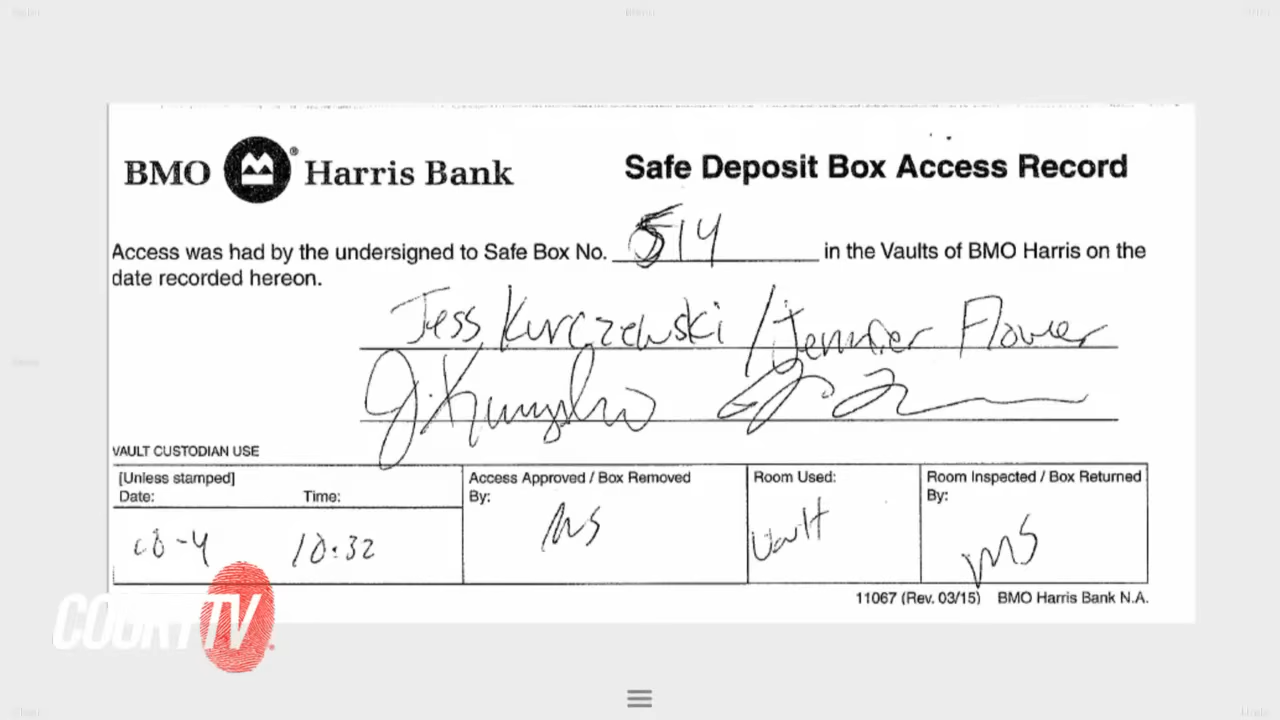 BMO Harris Bank
Safe Deposit Box Access Record
Access was had by the undersigned to Safe Box No. 514 in the Vaults of BMO Harris on the
date recorded hereon.
Jess Kurczewski / Jennifer Flower
VAULT CUSTODIAN USE
[Unless stamped]
Date: Time:
10:32
Access Approved / Box Removed
By:
MS
Room Used:
Vault
Room Inspected / Box Returned
By:
MS
11067 (Rev. 03/15) BMO Harris Bank N.A.
COURT TV